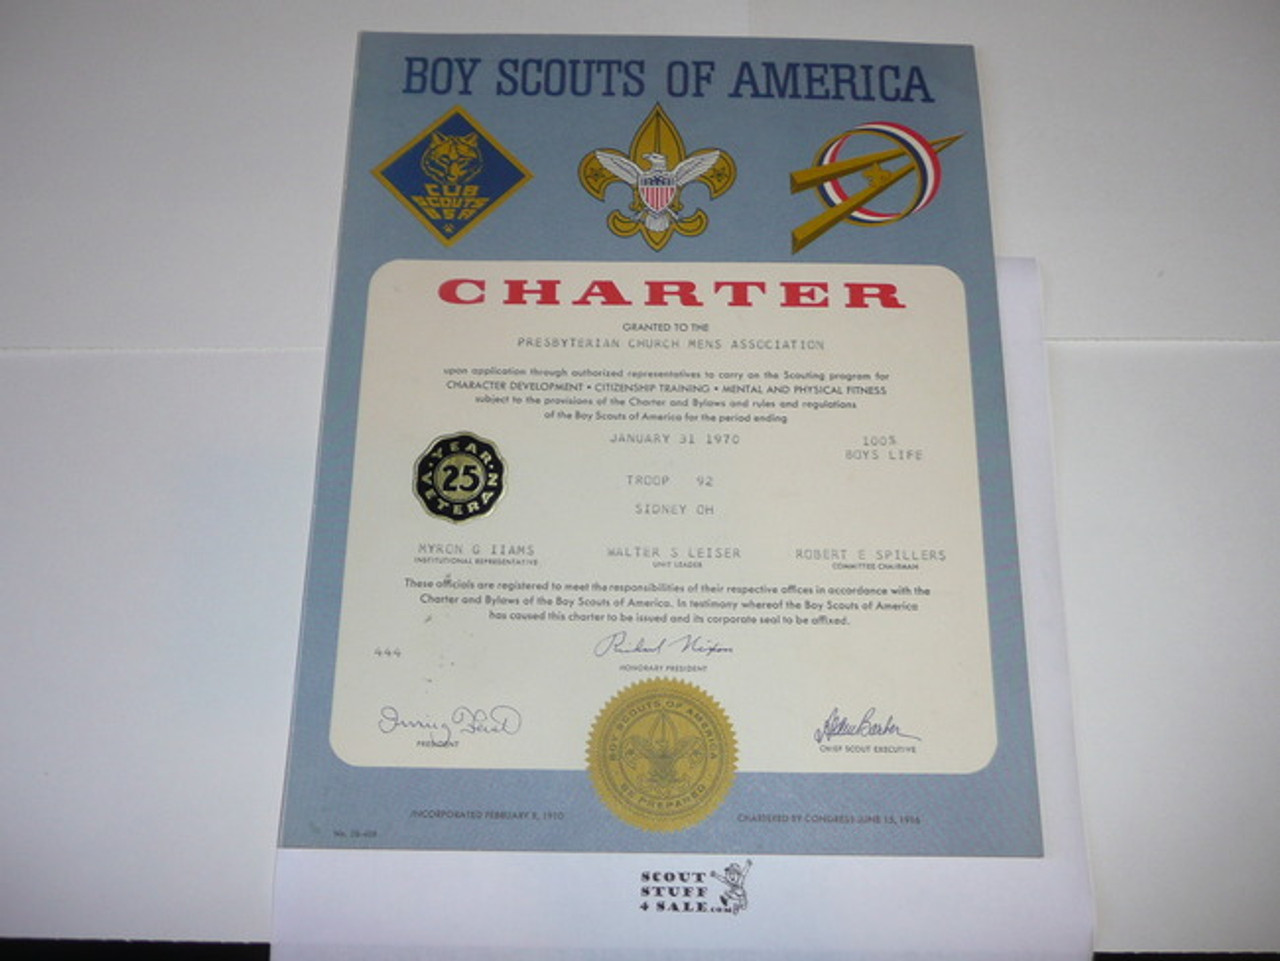 BOY SCOUTS OF AMERICA
CUB
SCOUTS
BSA
CHARTER
GRANTED TO THE
PRESBYTERIAN CHURCH MENS ASSOCIATION
upon application through authorized representatives to carry on the Scouting program for
CHARACTER DEVELOPMENT • CITIZENSHIP TRAINING • MENTAL AND PHYSICAL FITNESS
subject to the provisions of the Charter and Bylaws and rules and regulations
of the Boy Scouts of America for the period ending
JANUARY 31 1970
100%
BOYS LIFE
YEAR
25
VETERAN
TROOP 92
SIDNEY OH
MYRON G IIAMS
INSTITUTIONAL REPRESENTATIVE
WALTER S LEISER
UNIT LEADER
ROBERT E SPILLERS
COMMITTEE CHAIRMAN
These officials are registered to meet the responsibilities of their respective offices in accordance with the
Charter and Bylaws of the Boy Scouts of America. In testimony whereof the Boy Scouts of America
has caused this charter to be issued and its corporate seal to be affixed.
444
Richard Nixon
HONORARY PRESIDENT
Irving Feist
PRESIDENT
BOY SCOUTS OF AMERICA
BE PREPARED
Alden Barber
CHIEF SCOUT EXECUTIVE
INCORPORATED FEBRUARY 8, 1910
CHARTERED BY CONGRESS JUNE 15, 1916
No.
SCOUT
STUFF
4 SALE.com